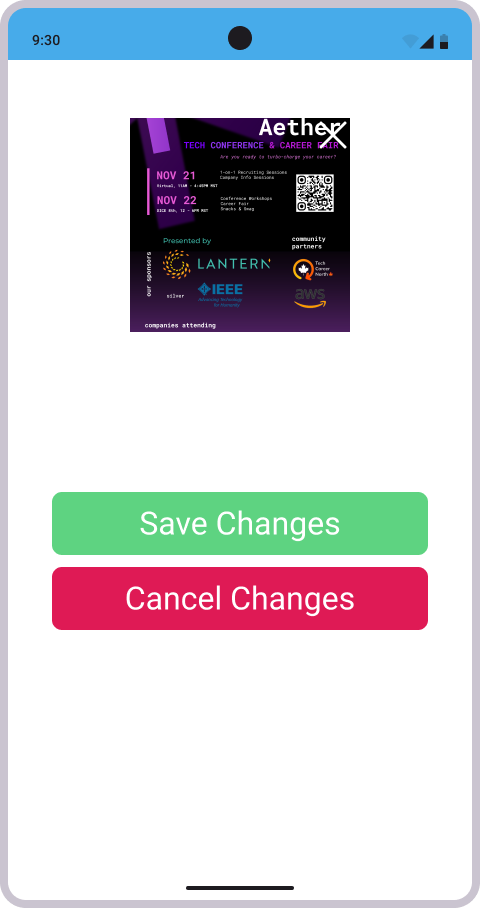 9:30
Aether
TECH CONFERENCE & CAREER FAIR
Are you ready to turbo-charge your career?
NOV 21
Virtual, 11AM - 4:45PM MST
1-on-1 Recruiting Sessions
Company Info Sessions
NOV 22
DICE 8th, 12 - 6PM MST
Conference Workshops
Career Fair
Snacks & Swag
our sponsors
Presented by
LANTERN
silver
IEEE
Advancing Technology
for Humanity
community
partners
Tech
Career
North
aws
companies attending
Save Changes
Cancel Changes